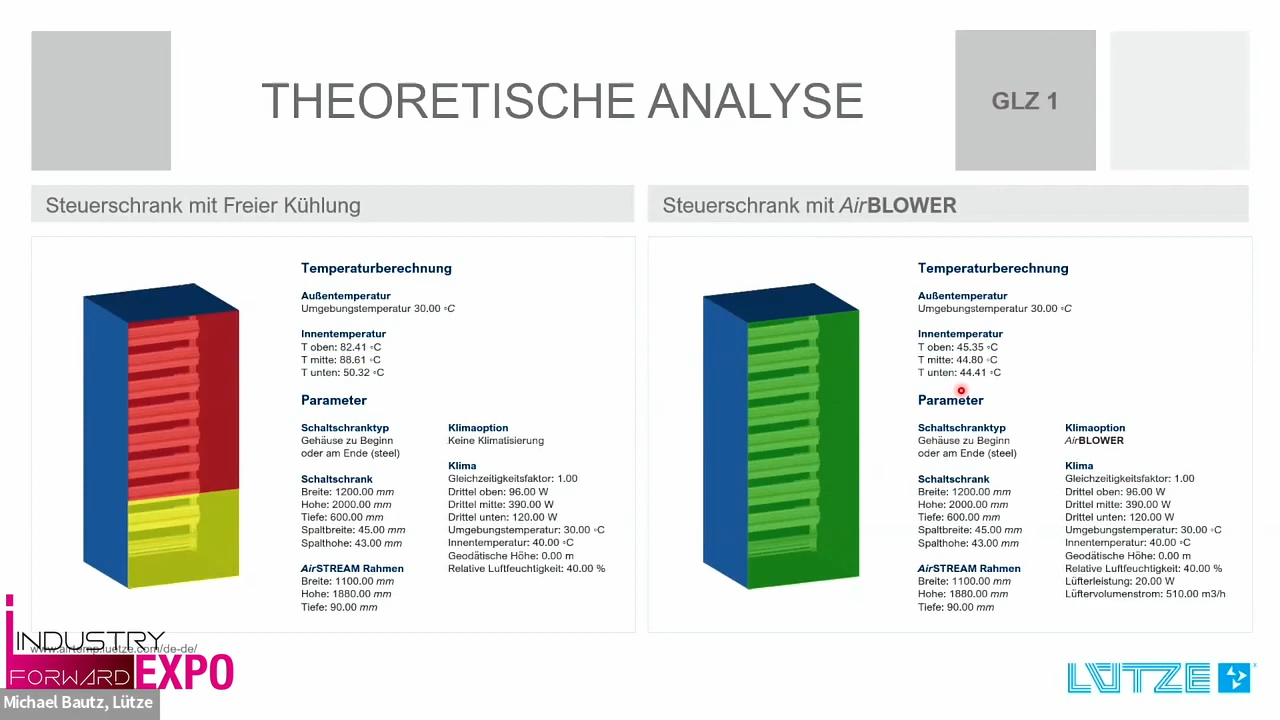 THEORETISCHE ANALYSE
GLZ 1
Steuerschrank mit Freier Kühlung
Temperaturberechnung
Außentemperatur
Umgebungstemperatur 30.00 °C
Innentemperatur
T oben: 82.41 °C
T mitte: 88.61 °C
T unten: 50.32 °C
Parameter
Schaltschranktyp
Gehäuse zu Beginn
oder am Ende (steel)
Schaltschrank
Breite: 1200.00 mm
Hohe: 2000.00 mm
Tiefe: 600.00 mm
Spaltbreite: 45.00 mm
Spalthohe: 43.00 mm
AirSTREAM Rahmen
Breite: 1100.00 mm
Hohe: 1880.00 mm
Tiefe: 90.00 mm
Klimaoption
Keine Klimatisierung
Klima
Gleichzeitigkeitsfaktor: 1.00
Drittel oben: 96.00 W
Drittel mitte: 390.00 W
Drittel unten: 120.00 W
Umgebungstemperatur: 30.00 °C
Innentemperatur: 40.00 °C
Geodätische Höhe: 0.00 m
Relative Luftfeuchtigkeit: 40.00 %
Steuerschrank mit AirBLOWER
Temperaturberechnung
Außentemperatur
Umgebungstemperatur 30.00 °C
Innentemperatur
T oben: 45.35 °C
T mitte: 44.80 °C
T unten: 44.41 °C
Parameter
Schaltschranktyp
Gehäuse zu Beginn
oder am Ende (steel)
Schaltschrank
Breite: 1200.00 mm
Hohe: 2000.00 mm
Tiefe: 600.00 mm
Spaltbreite: 45.00 mm
Spalthohe: 43.00 mm
AirSTREAM Rahmen
Breite: 1100.00 mm
Hohe: 1880.00 mm
Tiefe: 90.00 mm
Klimaoption
AirBLOWER
Klima
Gleichzeitigkeitsfaktor: 1.00
Drittel oben: 96.00 W
Drittel mitte: 390.00 W
Drittel unten: 120.00 W
Umgebungstemperatur: 30.00 °C
Innentemperatur: 40.00 °C
Geodätische Höhe: 0.00 m
Relative Luftfeuchtigkeit: 40.00 %
Lüfterleistung: 20.00 W
Lüftervolumenstrom: 510.00 m3/h
www.airtemp.luetze.com/de-de/
INDUSTRY
FORWARD EXPO
Michael Bautz, Lütze
LÜTZE